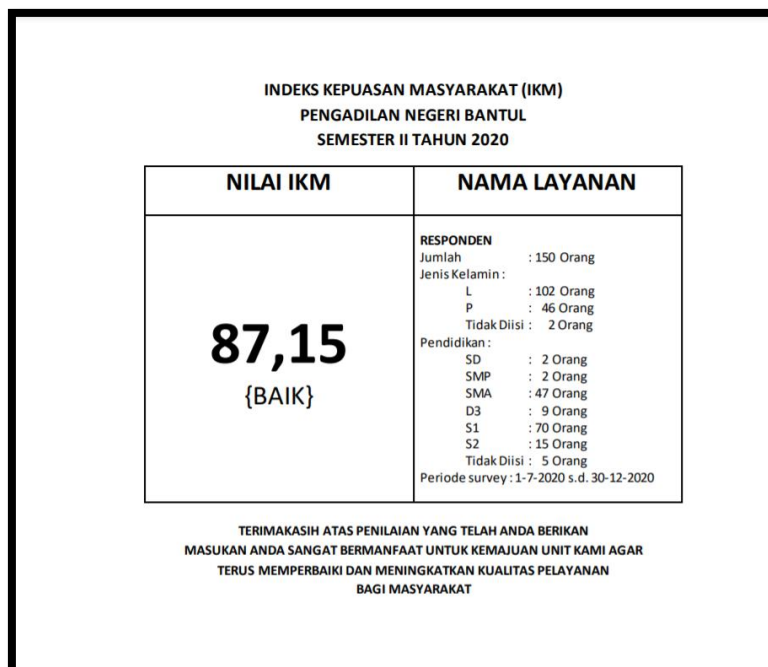 INDEKS KEPUASAN MASYARAKAT (IKM)
PENGADILAN NEGERI BANTUL
SEMESTER II TAHUN 2020
NILAI IKM
NAMA LAYANAN
87,15
{BAIK}
RESPONDEN
Jumlah : 150 Orang
Jenis Kelamin :
L : 102 Orang
P : 46 Orang
Tidak Diisi : 2 Orang
Pendidikan :
SD : 2 Orang
SMP : 2 Orang
SMA : 47 Orang
D3 : 9 Orang
S1 : 70 Orang
S2 : 15 Orang
Tidak Diisi : 5 Orang
Periode survey : 1-7-2020 s.d. 30-12-2020
TERIMAKASIH ATAS PENILAIAN YANG TELAH ANDA BERIKAN
MASUKAN ANDA SANGAT BERMANFAAT UNTUK KEMAJUAN UNIT KAMI AGAR
TERUS MEMPERBAIKI DAN MENINGKATKAN KUALITAS PELAYANAN
BAGI MASYARAKAT